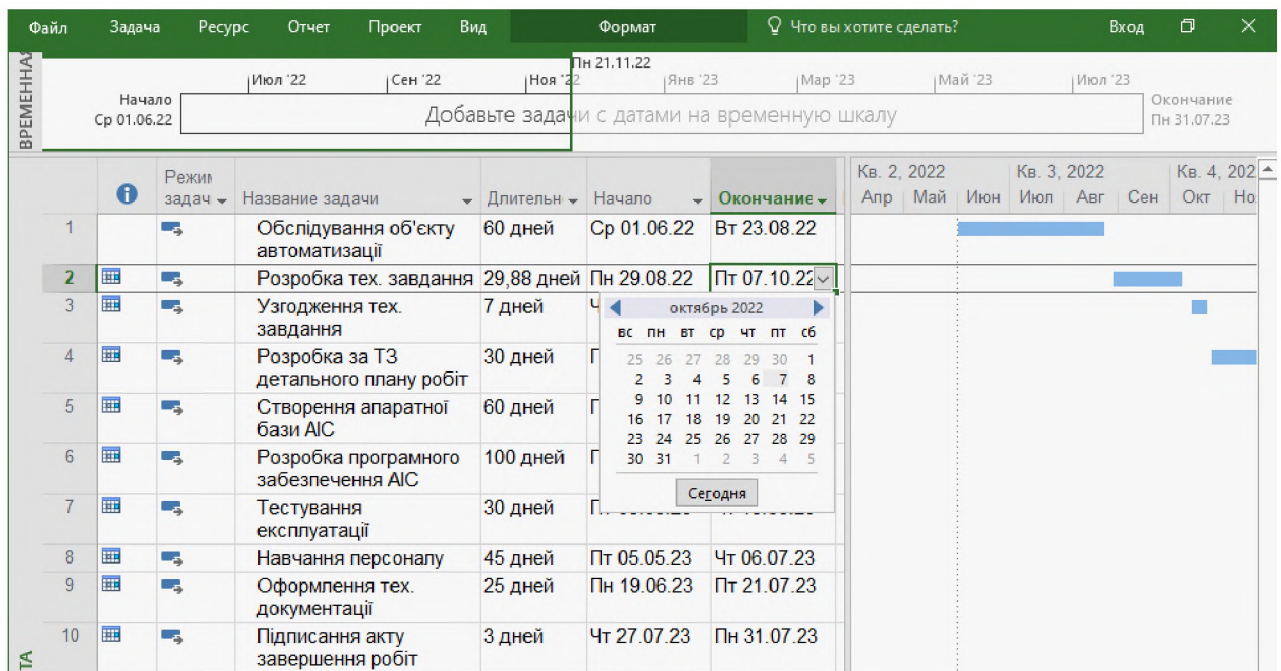 Файл Задача Ресурс Отчет Проект Вид Формат Что вы хотите сделать? Вход
ВРЕМЕННАЯ
Пн 21.11.22
Июл '22 Сен '22 Ноя '22 Янв '23 Мар '23 Май '23 Июл '23
Начало
Ср 01.06.22
Добавьте задачи с датами на временную шкалу
Окончание
Пн 31.07.23
Режим задач Название задачи Длительн Начало Окончание
Кв. 2, 2022 Кв. 3, 2022 Кв. 4, 202
Апр Май Июн Июл Авг Сен Окт Но
1 Обслідування об'єкту 60 дней Ср 01.06.22 Вт 23.08.22
автоматизації
2 Розробка тех. завдання 29,88 дней Пн 29.08.22 Пт 07.10.22
3 Узгодження тех. 7 дней Ч
завдання
4 Розробка за ТЗ 30 дней
детального плану робіт
5 Створення апаратної 60 дней
бази АІС
6 Розробка програмного 100 дней
забезпечення АІС
7 Тестування 30 дней
експлуатації
октябрь 2022
вс пн вт ср чт пт сб
25 26 27 28 29 30 1
2 3 4 5 6 7 8
9 10 11 12 13 14 15
16 17 18 19 20 21 22
23 24 25 26 27 28 29
30 31 1 2 3 4 5
Сегодня
8 Навчання персоналу 45 дней Пт 05.05.23 Чт 06.07.23
9 Оформлення тех. 25 дней Пн 19.06.23 Пт 21.07.23
документації
10 Підписання акту 3 дней Чт 27.07.23 Пн 31.07.23
завершення робіт
ТА